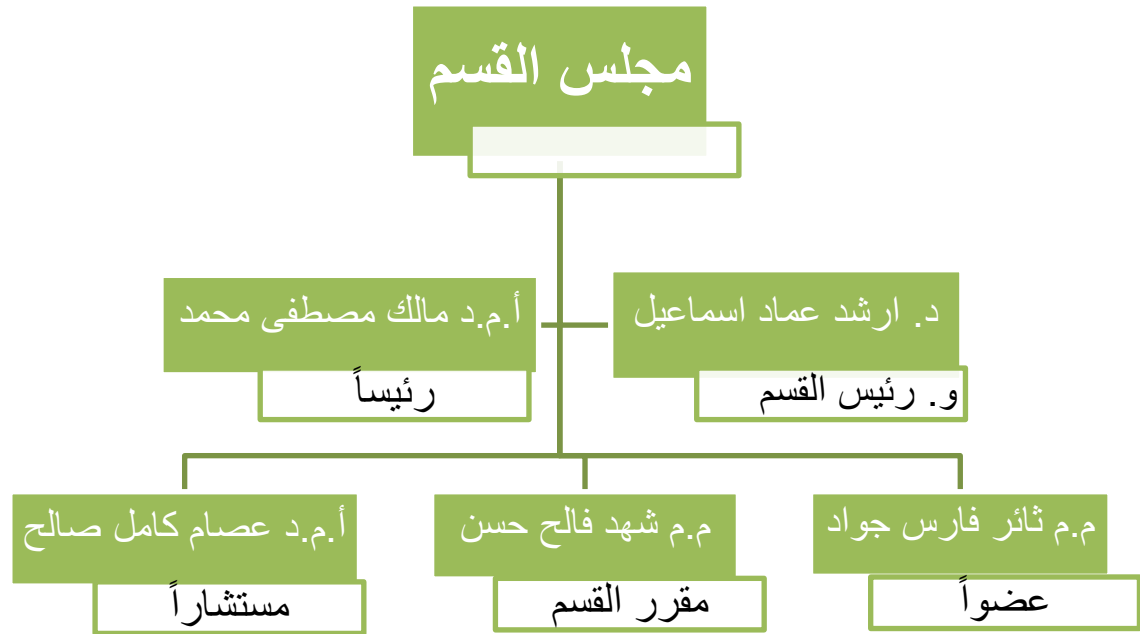 مجلس القسم
د. ارشد عماد اسماعيل
و. رئيس القسم
أ.م.د مالك مصطفى محمد
رئيساً
م.م ثائر فارس جواد
عضواً
م.م شهد فالح حسن
مقرر القسم
أ.م.د عصام كامل صالح
مستشاراً